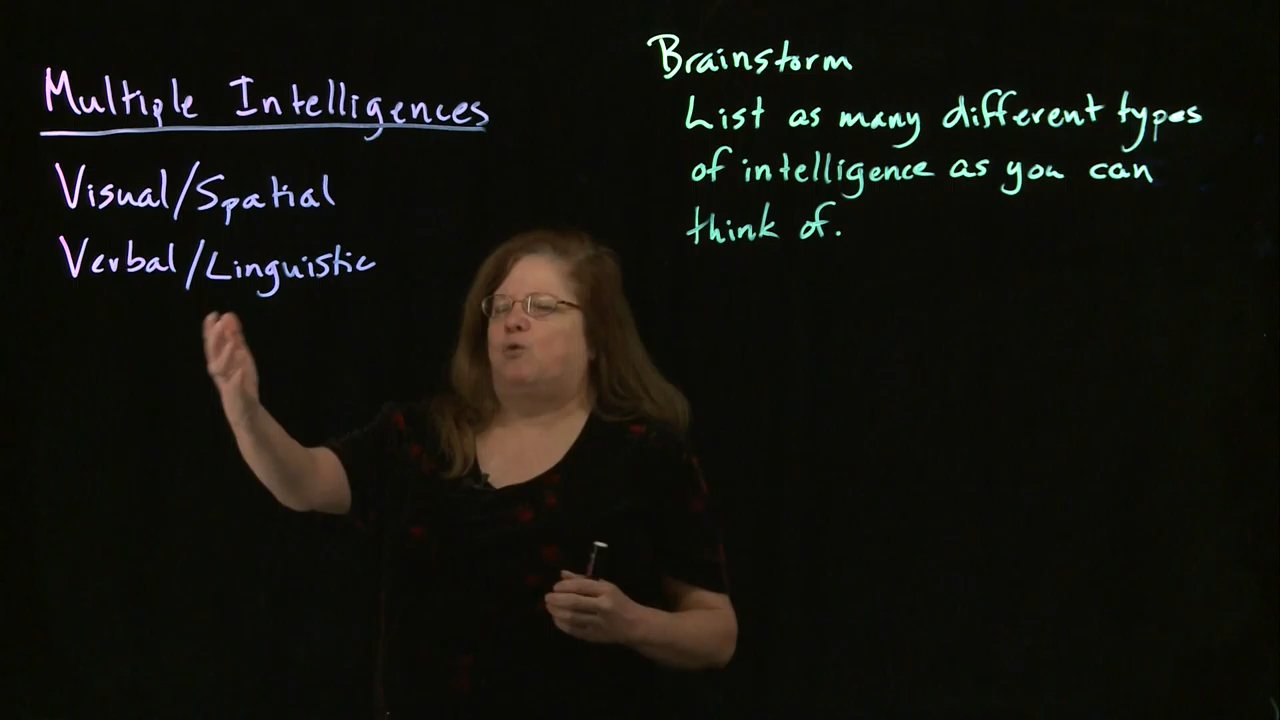 Multiple Intelligences
Visual/Spatial
Verbal/Linguistic
Brainstorm
List as many different types
of intelligence as you can
think of.